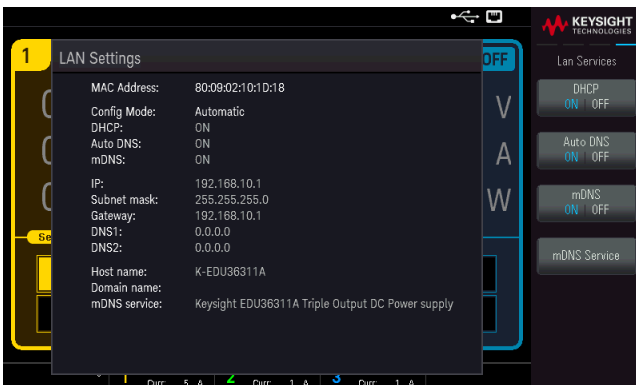 KEYSIGHT
TECHNOLOGIES
1
LAN Settings
OFF
Lan Services
MAC Address: 80:09:02:10:1D:18
DHCP
ON | OFF
Config Mode: Automatic
DHCP: ON
Auto DNS: ON
mDNS: ON
V
Auto DNS
ON | OFF
A
IP: 192.168.10.1
Subnet mask: 255.255.255.0
Gateway: 192.168.10.1
DNS1: 0.0.0.0
DNS2: 0.0.0.0
W
mDNS
ON | OFF
Se
mDNS Service
Host name: K-EDU36311A
Domain name:
mDNS service: Keysight EDU36311A Triple Output DC Power supply
1 Curr: 5 A 2 Curr: 1 A 3 Curr: 1 A